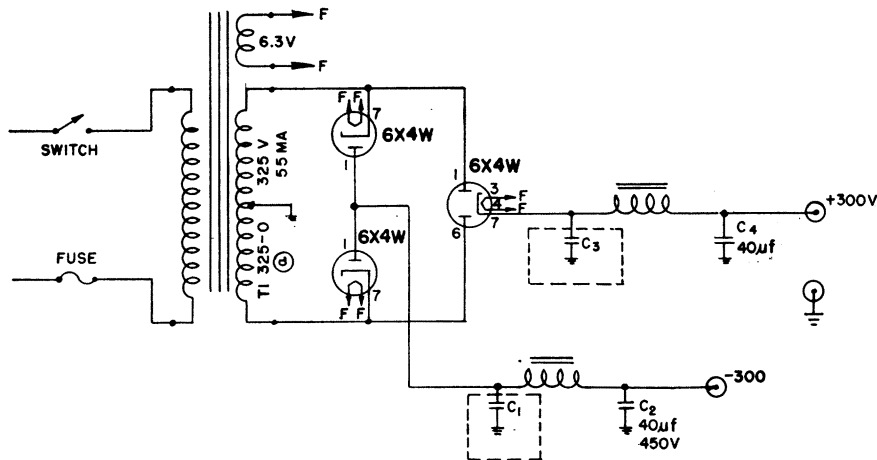 F
6.3V
F
F F
7
6X4W
1
SWITCH
325 V
55 MA
T1 325-0
a
6X4W
1
3
F
4
F
7
6
+300V
C3
C4
40µf
FUSE
1
6X4W
7
F F
-300
C1
C2
40µf
450V